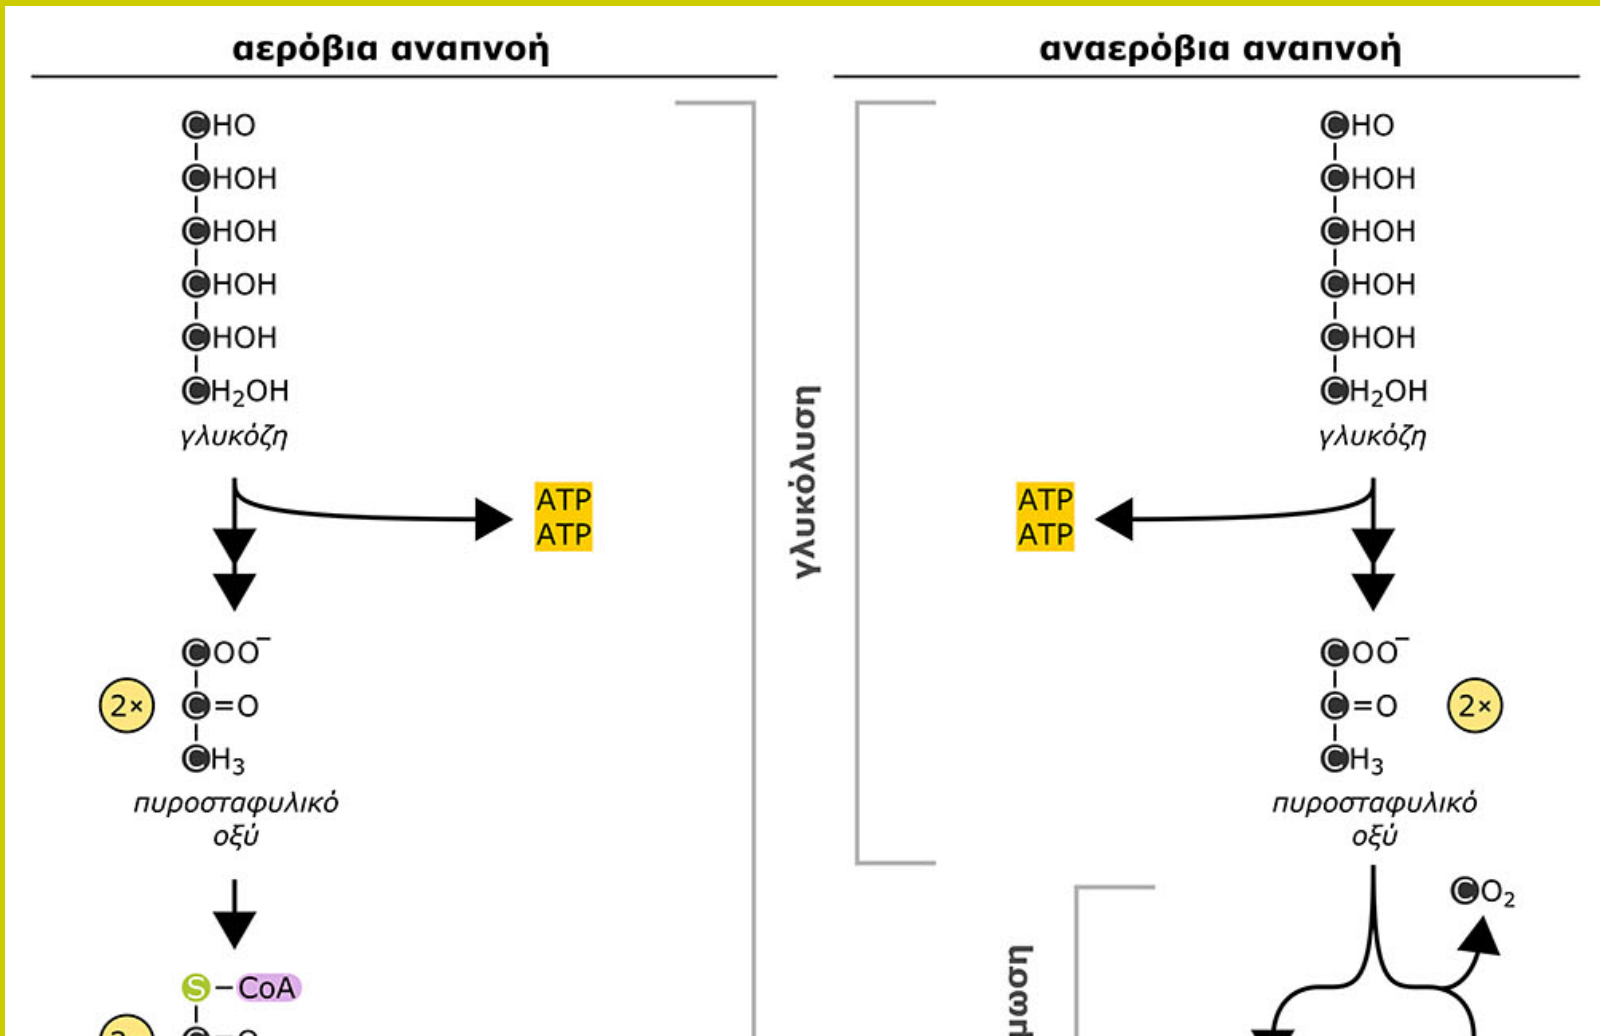 αερόβια αναπνοή
CHO
CHOH
CHOH
CHOH
CHOH
CH₂OH
γλυκόζη
ATP
ATP
2×
COO⁻
C=O
CH₃
πυροσταφυλικό
οξύ
S–CoA
γλυκόλυση
αναερόβια αναπνοή
CHO
CHOH
CHOH
CHOH
CHOH
CH₂OH
γλυκόζη
ATP
ATP
COO⁻
C=O
2×
CH₃
πυροσταφυλικό
οξύ
CO₂